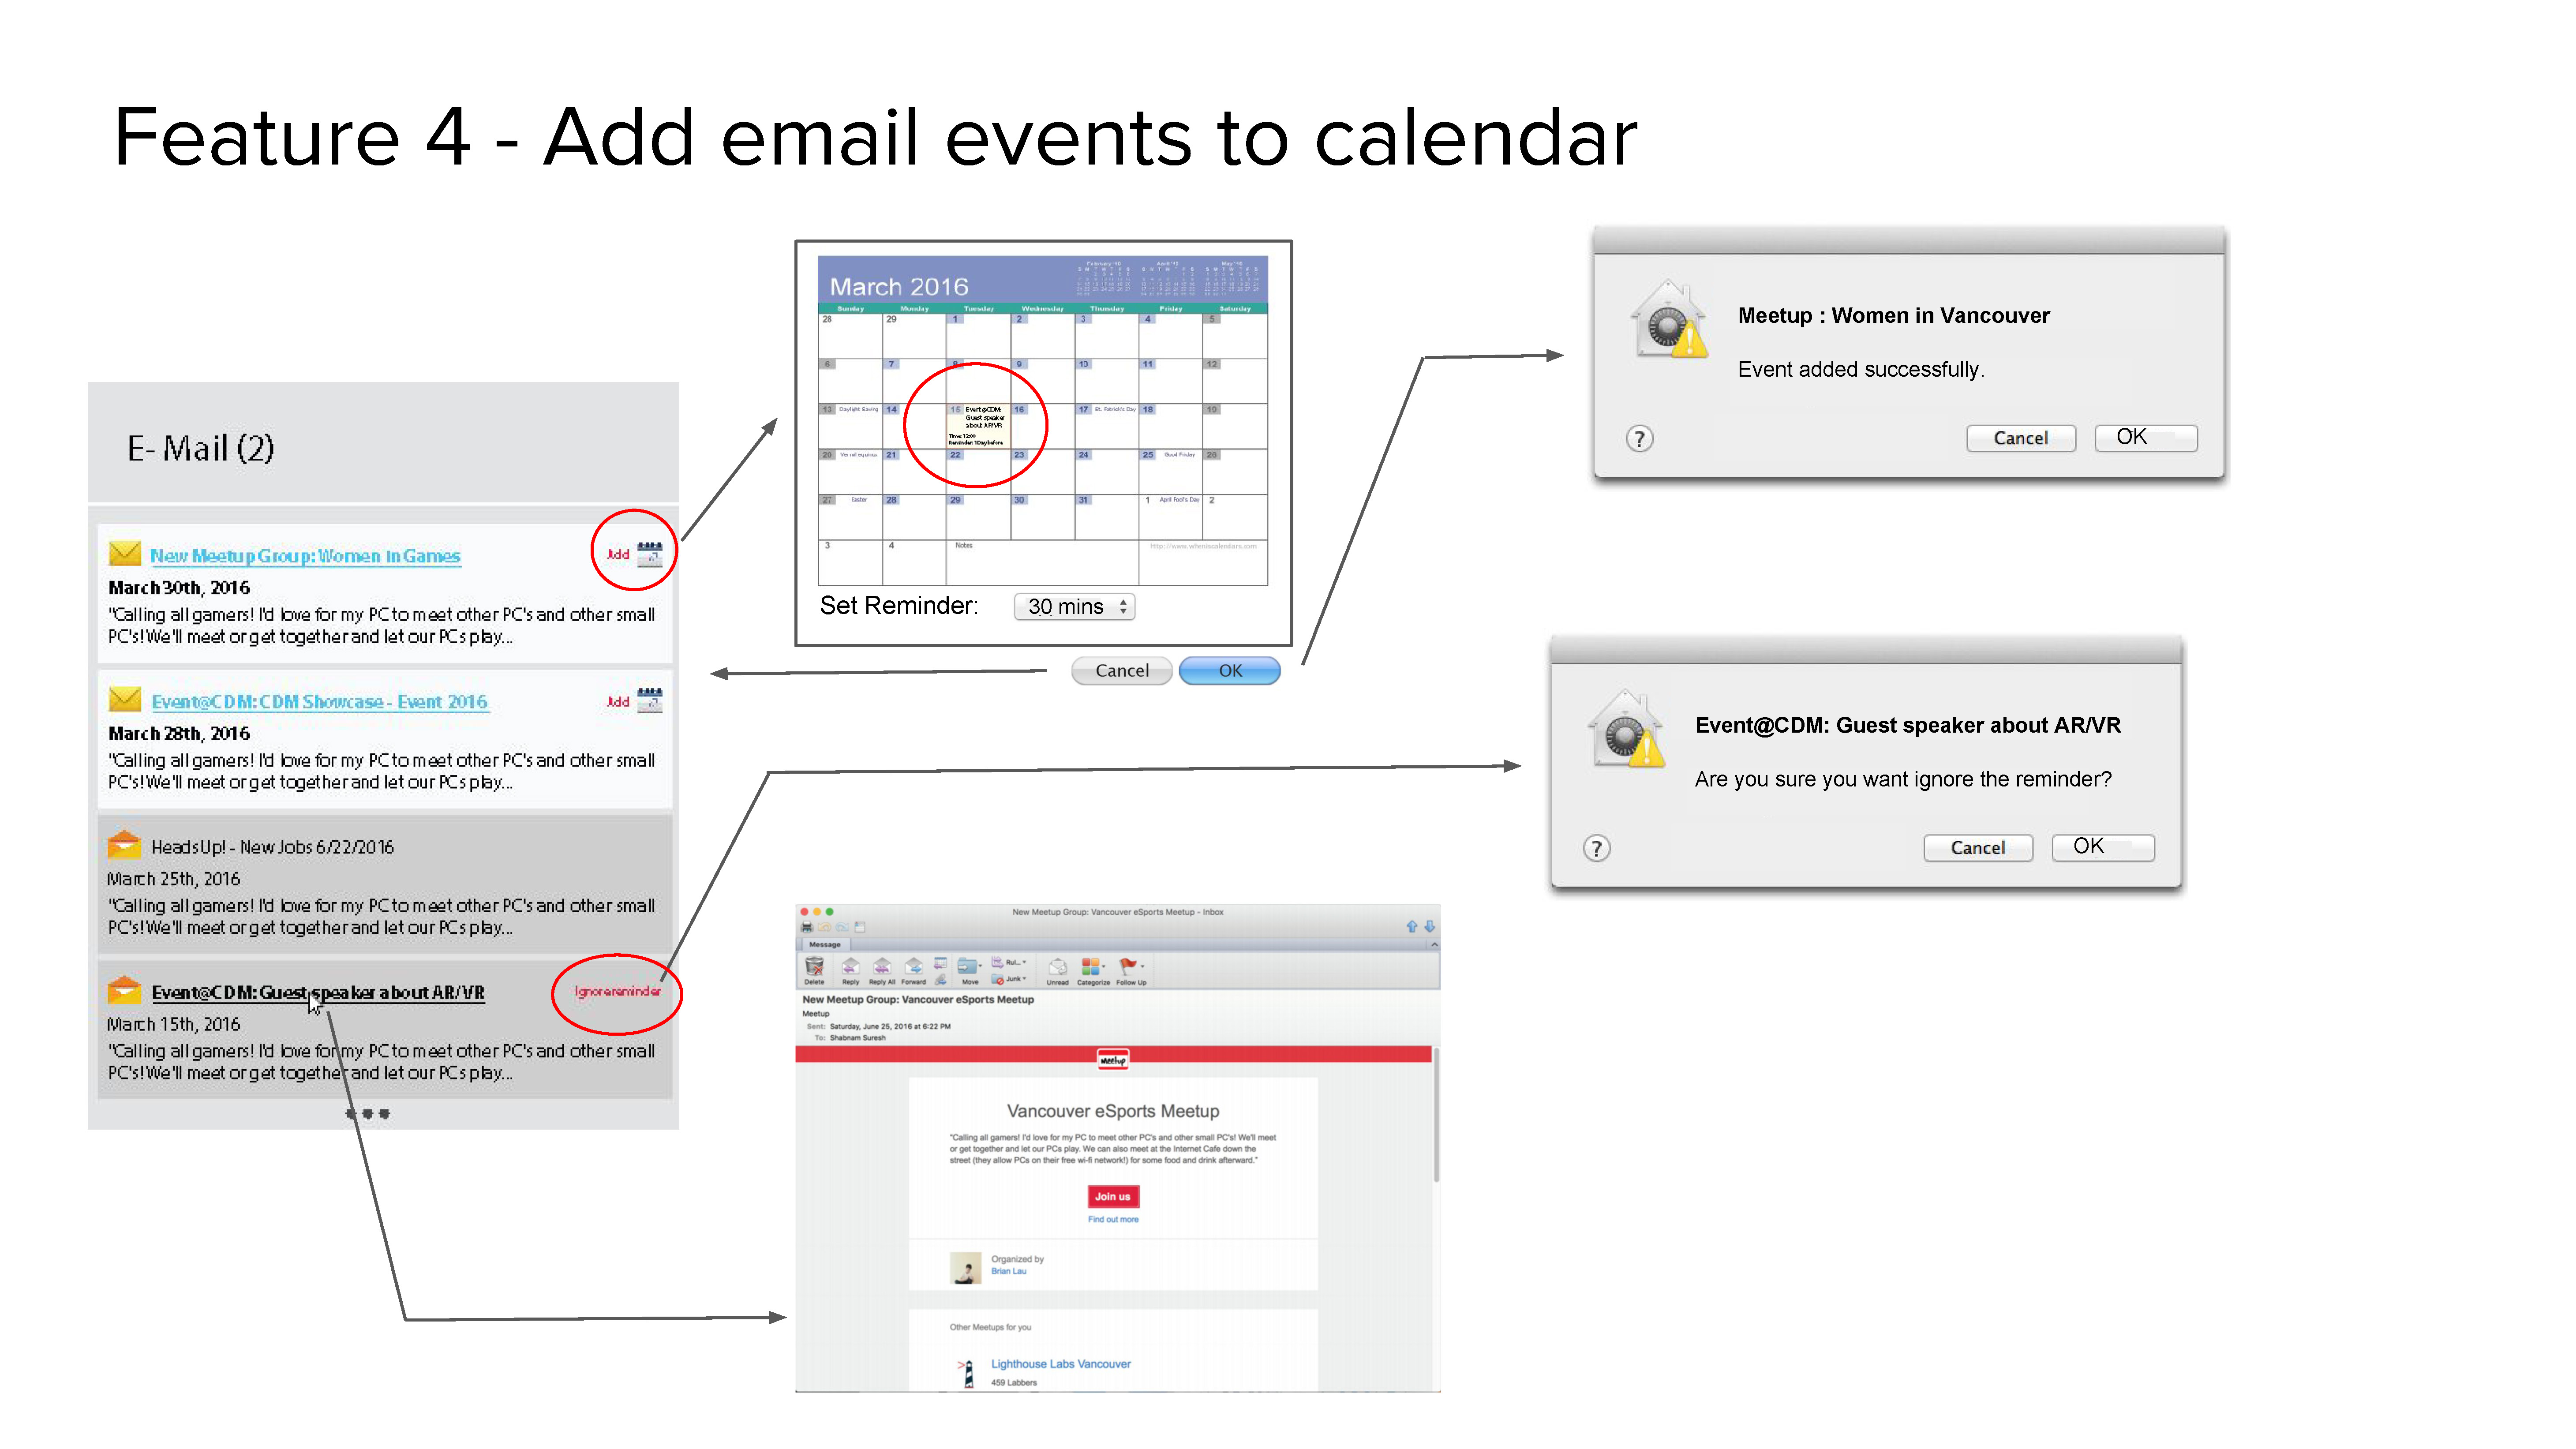 Feature 4 - Add email events to calendar
E-Mail (2)
New Meetup Group: Women In Games
Add
March 30th, 2016
"Calling all gamers! I'd love for my PC to meet other PC's and other small
PC's! We'll meet or get together and let our PCs play...
Event@CDM: CDM Showcase - Event 2016
Add
March 28th, 2016
"Calling all gamers! I'd love for my PC to meet other PC's and other small
PC's! We'll meet or get together and let our PCs play...
HeadsUp! - New Jobs 6/22/2016
March 25th, 2016
"Calling all gamers! I'd love for my PC to meet other PC's and other small
PC's! We'll meet or get together and let our PCs play...
Event@CDM: Guest speaker about AR/VR
Ignore reminder
March 15th, 2016
"Calling all gamers! I'd love for my PC to meet other PC's and other small
PC's! We'll meet or get together and let our PCs play...
March 2016
February '16 April '16 May '16
Sunday Monday Tuesday Wednesday Thursday Friday Saturday
28 29 1 2 3 4 5
6 7 8 9 10 11 12
13 Daylight Saving 14 15 Event@CDM: 16 17 St. Patrick's Day 18 19
Guest speaker
about AR/VR
Time: 12:00
Reminder: 1Day before
20 Vernal equinox 21 22 23 24 25 Good Friday 26
27 Easter 28 29 30 31 1 April Fool's Day 2
3 4 Notes
Set Reminder: 30 mins
Cancel OK
Meetup : Women in Vancouver
Event added successfully.
? Cancel OK
Event@CDM: Guest speaker about AR/VR
Are you sure you want ignore the reminder?
? Cancel OK
New Meetup Group: Vancouver eSports Meetup - Inbox
Message
Delete Reply Reply All Forward Move Rul... Junk Unread Categorize Follow Up
New Meetup Group: Vancouver eSports Meetup
Meetup
Sent: Saturday, June 25, 2016 at 6:22 PM
To: Shabnam Suresh
Meetup
Vancouver eSports Meetup
"Calling all gamers! I'd love for my PC to meet other PC's and other small PC's! We'll meet
or get together and let our PCs play. We can also meet at the Internet Cafe down the
street (they allow PCs on their free wi-fi network!) for some food and drink afterward."
Join us
Find out more
Organized by
Brian Lau
Other Meetups for you
Lighthouse Labs Vancouver
459 Labbers